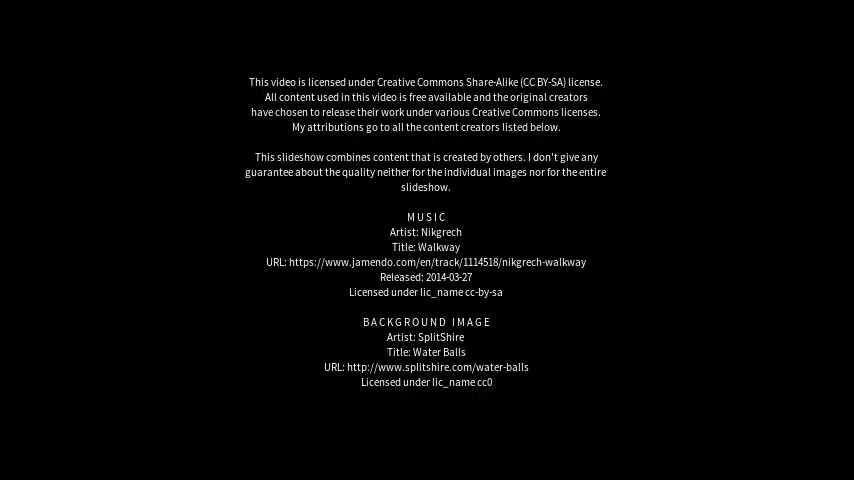 This video is licensed under Creative Commons Share-Alike (CC BY-SA) license.
All content used in this video is free available and the original creators
have chosen to release their work under various Creative Commons licenses.
My attributions go to all the content creators listed below.
This slideshow combines content that is created by others. I don't give any
guarantee about the quality neither for the individual images nor for the entire
slideshow.
MUSIC
Artist: Nikgrech
Title: Walkway
URL: https://www.jamendo.com/en/track/1114518/nikgrech-walkway
Released: 2014-03-27
Licensed under lic_name cc-by-sa
BACKGROUND IMAGE
Artist: SplitShire
Title: Water Balls
URL: http://www.splitshire.com/water-balls
Licensed under lic_name cc0